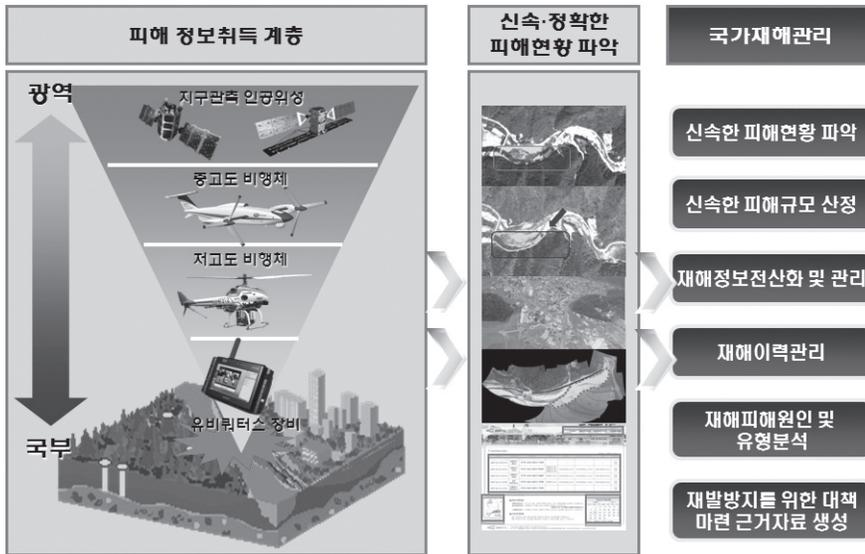 피해 정보취득 계층
광역
지구관측 인공위성
중고도 비행체
저고도 비행체
유비쿼터스 장비
국부
신속·정확한
피해현황 파악
국가재해관리
신속한 피해현황 파악
신속한 피해규모 산정
재해정보전산화 및 관리
재해이력관리
재해피해원인 및
유형분석
재발방지를 위한 대책
마련 근거자료 생성